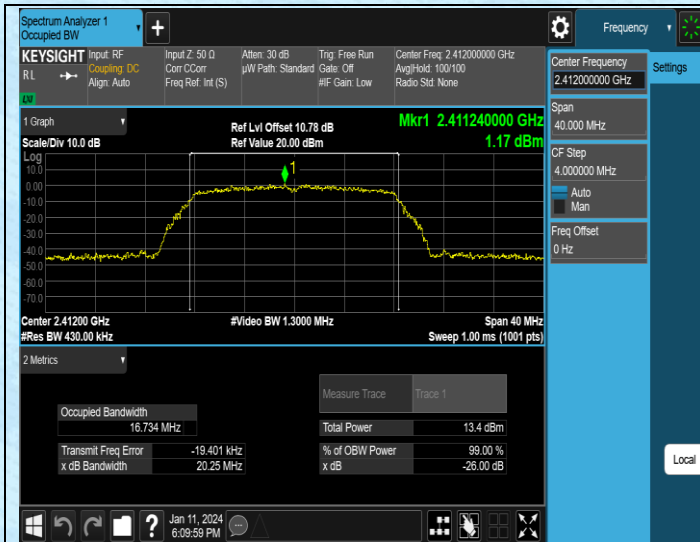 Spectrum Analyzer 1
Occupied BW
+
Frequency
KEYSIGHT
RL
LXI
Input: RF
Coupling: DC
Align: Auto
Input Z: 50 Ω
Corr CCorr
Freq Ref: Int (S)
Atten: 30 dB
µW Path: Standard
Trig: Free Run
Gate: Off
#IF Gain: Low
Center Freq: 2.412000000 GHz
Avg|Hold: 100/100
Radio Std: None
Center Frequency
2.412000000 GHz
Settings
Span
40.000 MHz
CF Step
4.000000 MHz
Auto
Man
Freq Offset
0 Hz
Local
1 Graph
Scale/Div 10.0 dB
Ref Lvl Offset 10.78 dB
Ref Value 20.00 dBm
Mkr1 2.411240000 GHz
1.17 dBm
Log
10.0
0.00
-10.0
-20.0
-30.0
-40.0
-50.0
-60.0
-70.0
1
Center 2.41200 GHz
#Res BW 430.00 kHz
#Video BW 1.3000 MHz
Span 40 MHz
Sweep 1.00 ms (1001 pts)
2 Metrics
Measure Trace
Trace 1
Occupied Bandwidth
16.734 MHz
Total Power
13.4 dBm
Transmit Freq Error
-19.401 kHz
% of OBW Power
99.00 %
x dB Bandwidth
20.25 MHz
x dB
-26.00 dB
?
Jan 11, 2024
6:09:59 PM